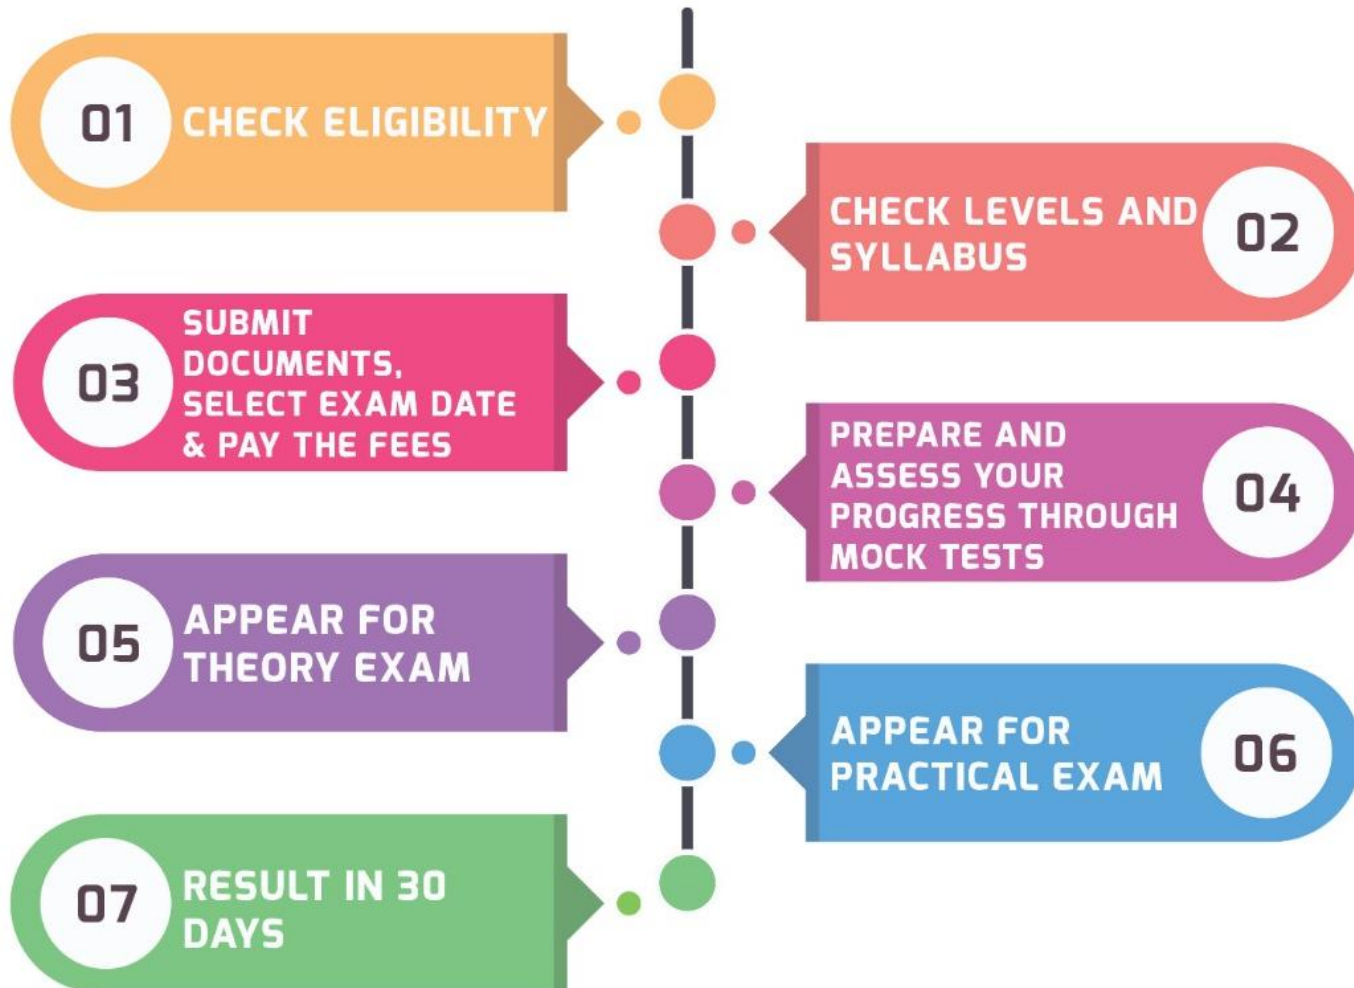 01
CHECK ELIGIBILITY
02
CHECK LEVELS AND
SYLLABUS
03
SUBMIT
DOCUMENTS,
SELECT EXAM DATE
& PAY THE FEES
04
PREPARE AND
ASSESS YOUR
PROGRESS THROUGH
MOCK TESTS
05
APPEAR FOR
THEORY EXAM
06
APPEAR FOR
PRACTICAL EXAM
07
RESULT IN 30
DAYS